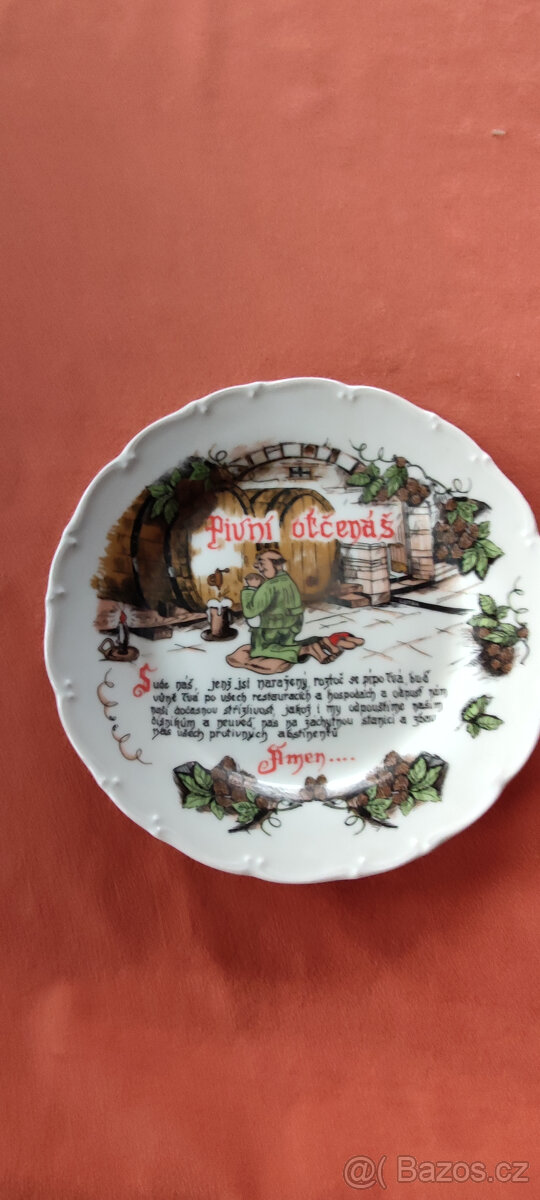 Pivní otčenáš
Sude náš, jenž jsi naražený roztoč se pípo Tvá buď
vůně Tvá po všech restauracích a hospodách a odpusť nám
naši dočasnou střízlivost, jakož i my odpouštíme našim
dlžníkům a neuveď nás na záchytnou stanici a zbav
nás všech protivných abstinentů
Amen....
@( Bazos.cz